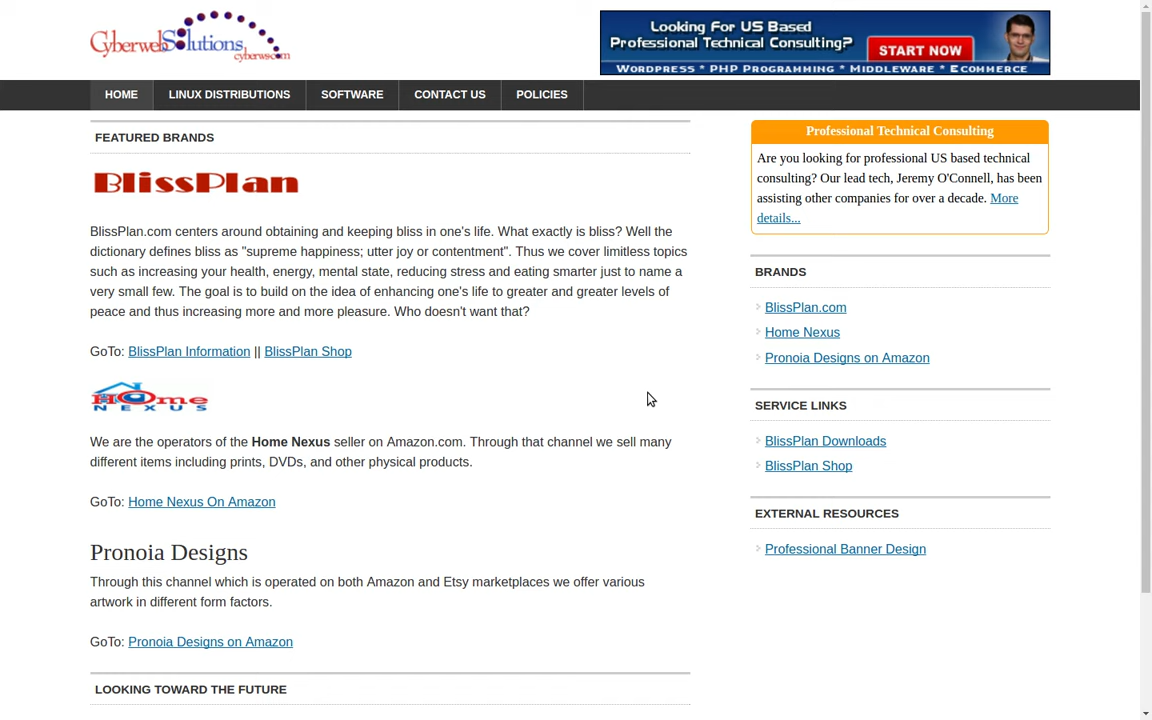 CyberwebSolutions
cyberws.com
Looking For US Based
Professional Technical Consulting?
START NOW
WORDPRESS * PHP PROGRAMMING * MIDDLEWARE * ECOMMERCE
HOME
LINUX DISTRIBUTIONS
SOFTWARE
CONTACT US
POLICIES
FEATURED BRANDS
BlissPlan
BlissPlan.com centers around obtaining and keeping bliss in one's life. What exactly is bliss? Well the
dictionary defines bliss as "supreme happiness; utter joy or contentment". Thus we cover limitless topics
such as increasing your health, energy, mental state, reducing stress and eating smarter just to name a
very small few. The goal is to build on the idea of enhancing one's life to greater and greater levels of
peace and thus increasing more and more pleasure. Who doesn't want that?
GoTo: BlissPlan Information || BlissPlan Shop
Home
NEXUS
We are the operators of the Home Nexus seller on Amazon.com. Through that channel we sell many
different items including prints, DVDs, and other physical products.
GoTo: Home Nexus On Amazon
Pronoia Designs
Through this channel which is operated on both Amazon and Etsy marketplaces we offer various
artwork in different form factors.
GoTo: Pronoia Designs on Amazon
LOOKING TOWARD THE FUTURE
Professional Technical Consulting
Are you looking for professional US based technical
consulting? Our lead tech, Jeremy O'Connell, has been
assisting other companies for over a decade. More
details...
BRANDS
BlissPlan.com
Home Nexus
Pronoia Designs on Amazon
SERVICE LINKS
BlissPlan Downloads
BlissPlan Shop
EXTERNAL RESOURCES
Professional Banner Design